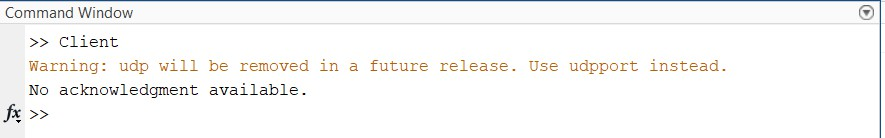 Command Window
>> Client
Warning: udp will be removed in a future release. Use udpport instead.
No acknowledgment available.
fx >>